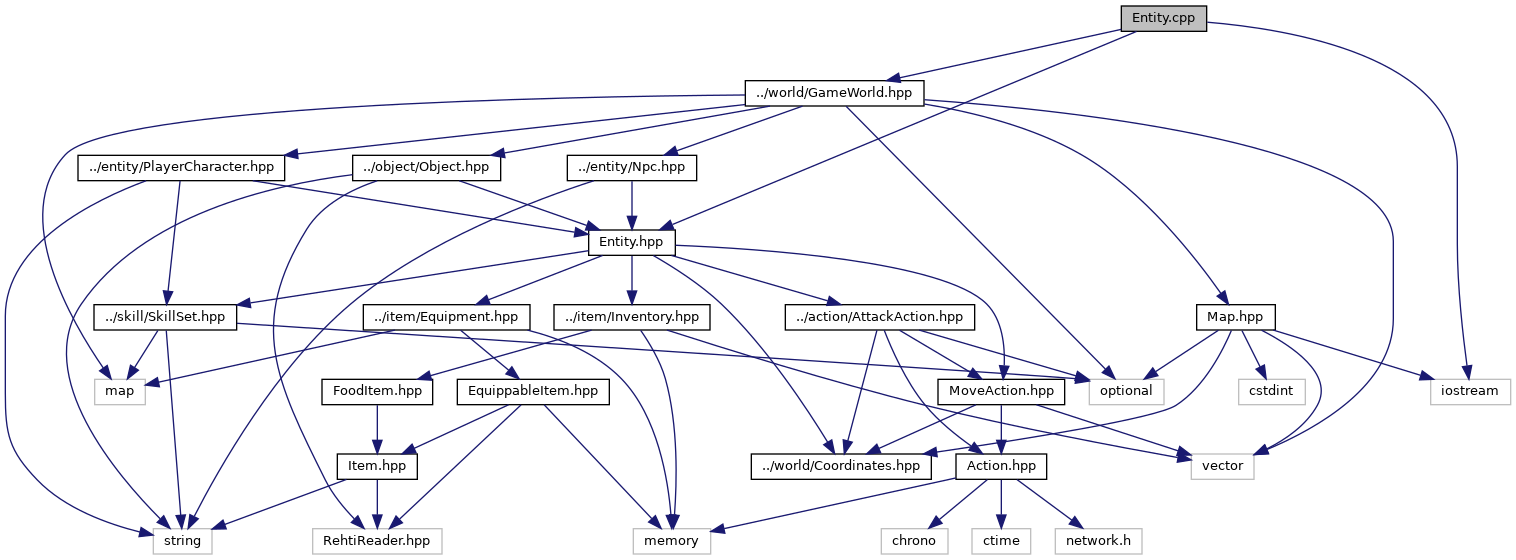 Entity.cpp
../world/GameWorld.hpp
../entity/PlayerCharacter.hpp
../object/Object.hpp
../entity/Npc.hpp
Entity.hpp
../skill/SkillSet.hpp
../item/Equipment.hpp
../item/Inventory.hpp
../action/AttackAction.hpp
Map.hpp
map
FoodItem.hpp
EquippableItem.hpp
MoveAction.hpp
optional
cstdint
iostream
Item.hpp
../world/Coordinates.hpp
Action.hpp
vector
string
RehtiReader.hpp
memory
chrono
ctime
network.h